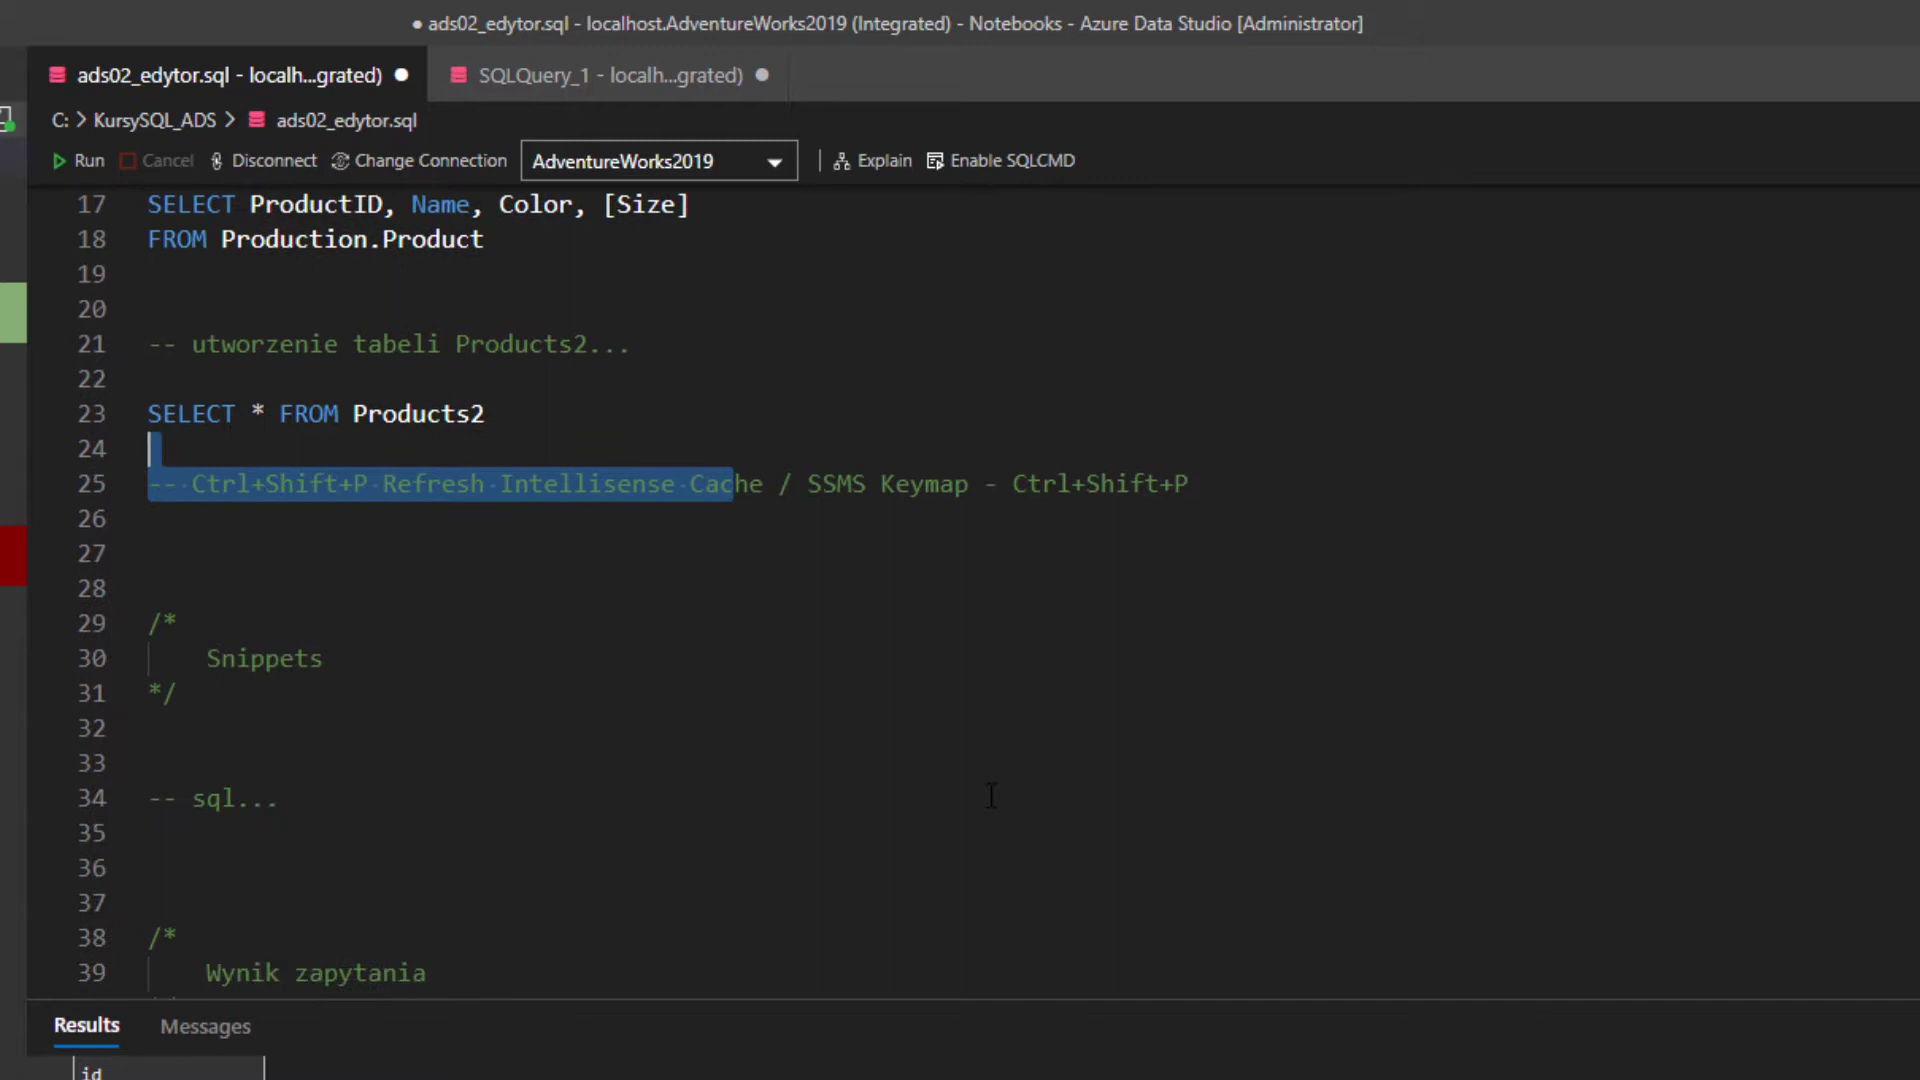 ● ads02_edytor.sql - localhost.AdventureWorks2019 (Integrated) - Notebooks - Azure Data Studio [Administrator]
ads02_edytor.sql - localh...grated) ●
SQLQuery_1 - localh...grated) ●
C: > KursySQL_ADS > ads02_edytor.sql
Run Cancel Disconnect Change Connection AdventureWorks2019 Explain Enable SQLCMD
17 SELECT ProductID, Name, Color, [Size]
18 FROM Production.Product
19
20
21 -- utworzenie tabeli Products2...
22
23 SELECT * FROM Products2
24
25 -- Ctrl+Shift+P Refresh Intellisense Cache / SSMS Keymap - Ctrl+Shift+P
26
27
28
29 /*
30 Snippets
31 */
32
33
34 -- sql...
35
36
37
38 /*
39 Wynik zapytania
Results Messages
id